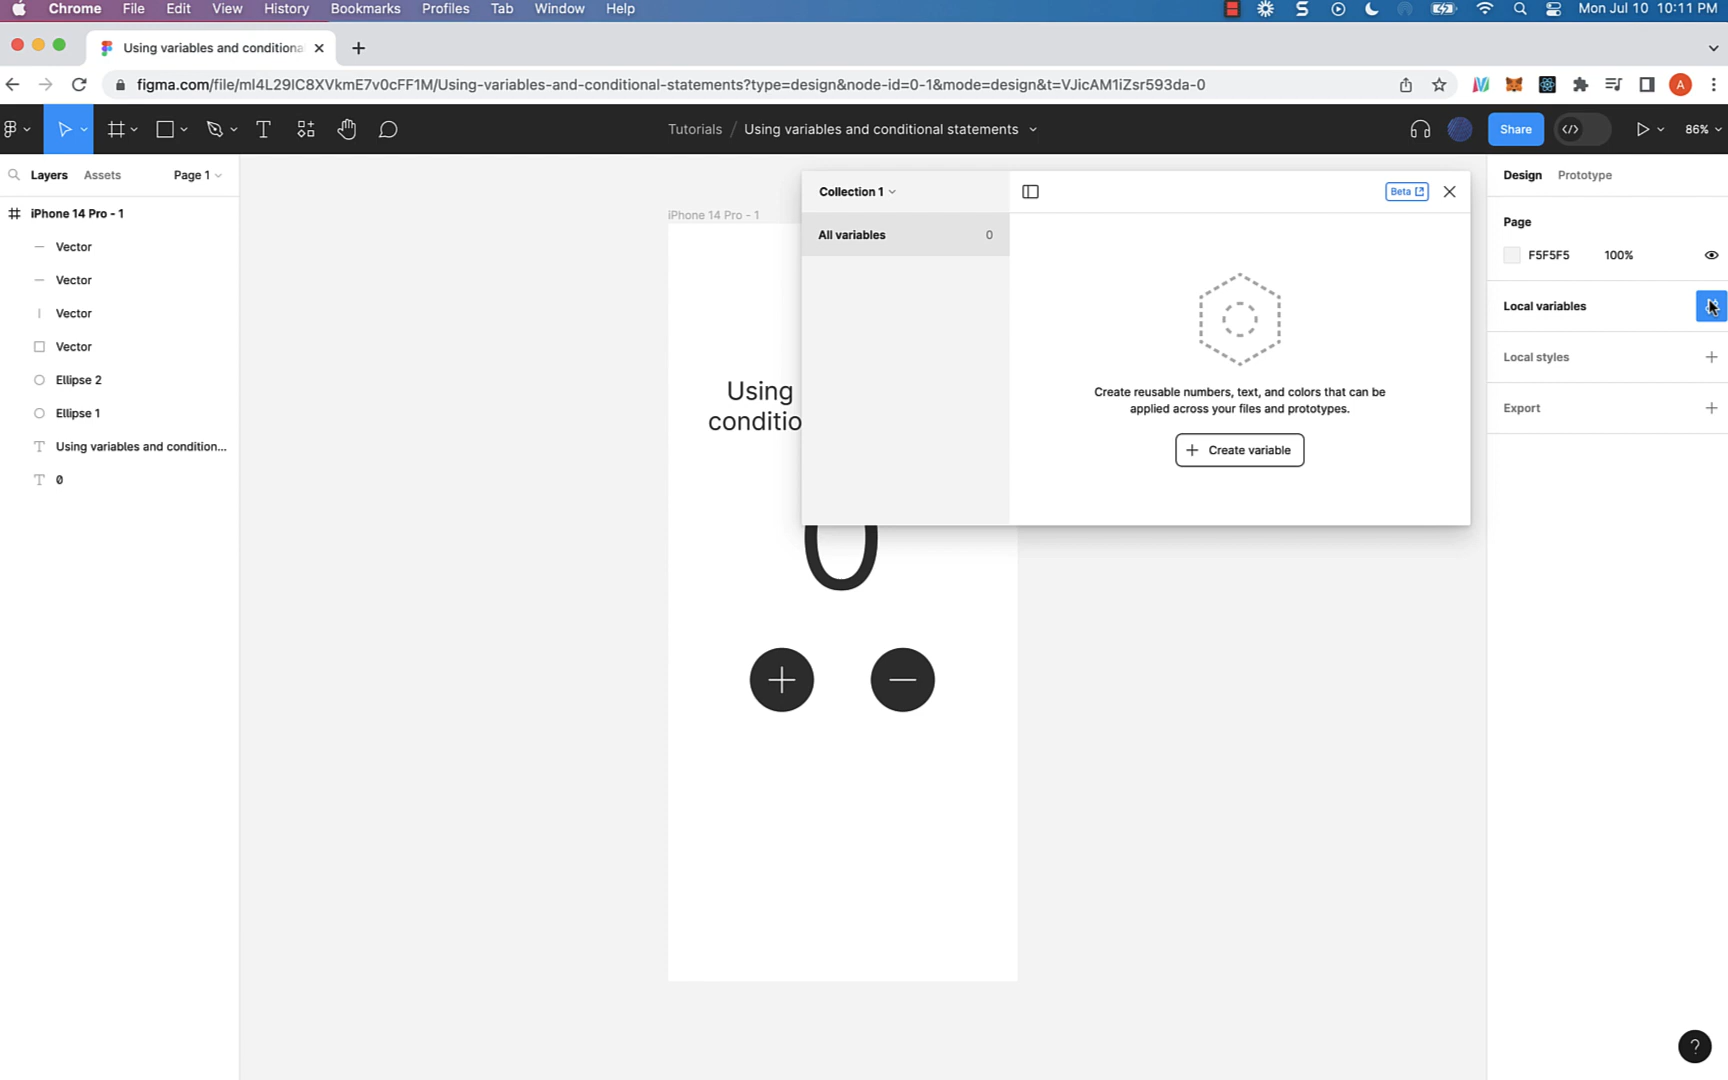 Chrome File Edit View History Bookmarks Profiles Tab Window Help Mon Jul 10 10:11 PM
Using variables and conditiona
figma.com/file/ml4L29IC8XVkmE7v0cFF1M/Using-variables-and-conditional-statements?type=design&node-id=0-1&mode=design&t=VJicAM1iZsr593da-0
A
Tutorials / Using variables and conditional statements
Share
86%
Layers Assets Page 1
iPhone 14 Pro - 1
Vector
Vector
Vector
Vector
Ellipse 2
Ellipse 1
Using variables and condition...
0
iPhone 14 Pro - 1
Using
conditio
0
Collection 1
Beta
All variables 0
Create reusable numbers, text, and colors that can be
applied across your files and prototypes.
+ Create variable
Design Prototype
Page
F5F5F5 100%
Local variables
Local styles
Export
?